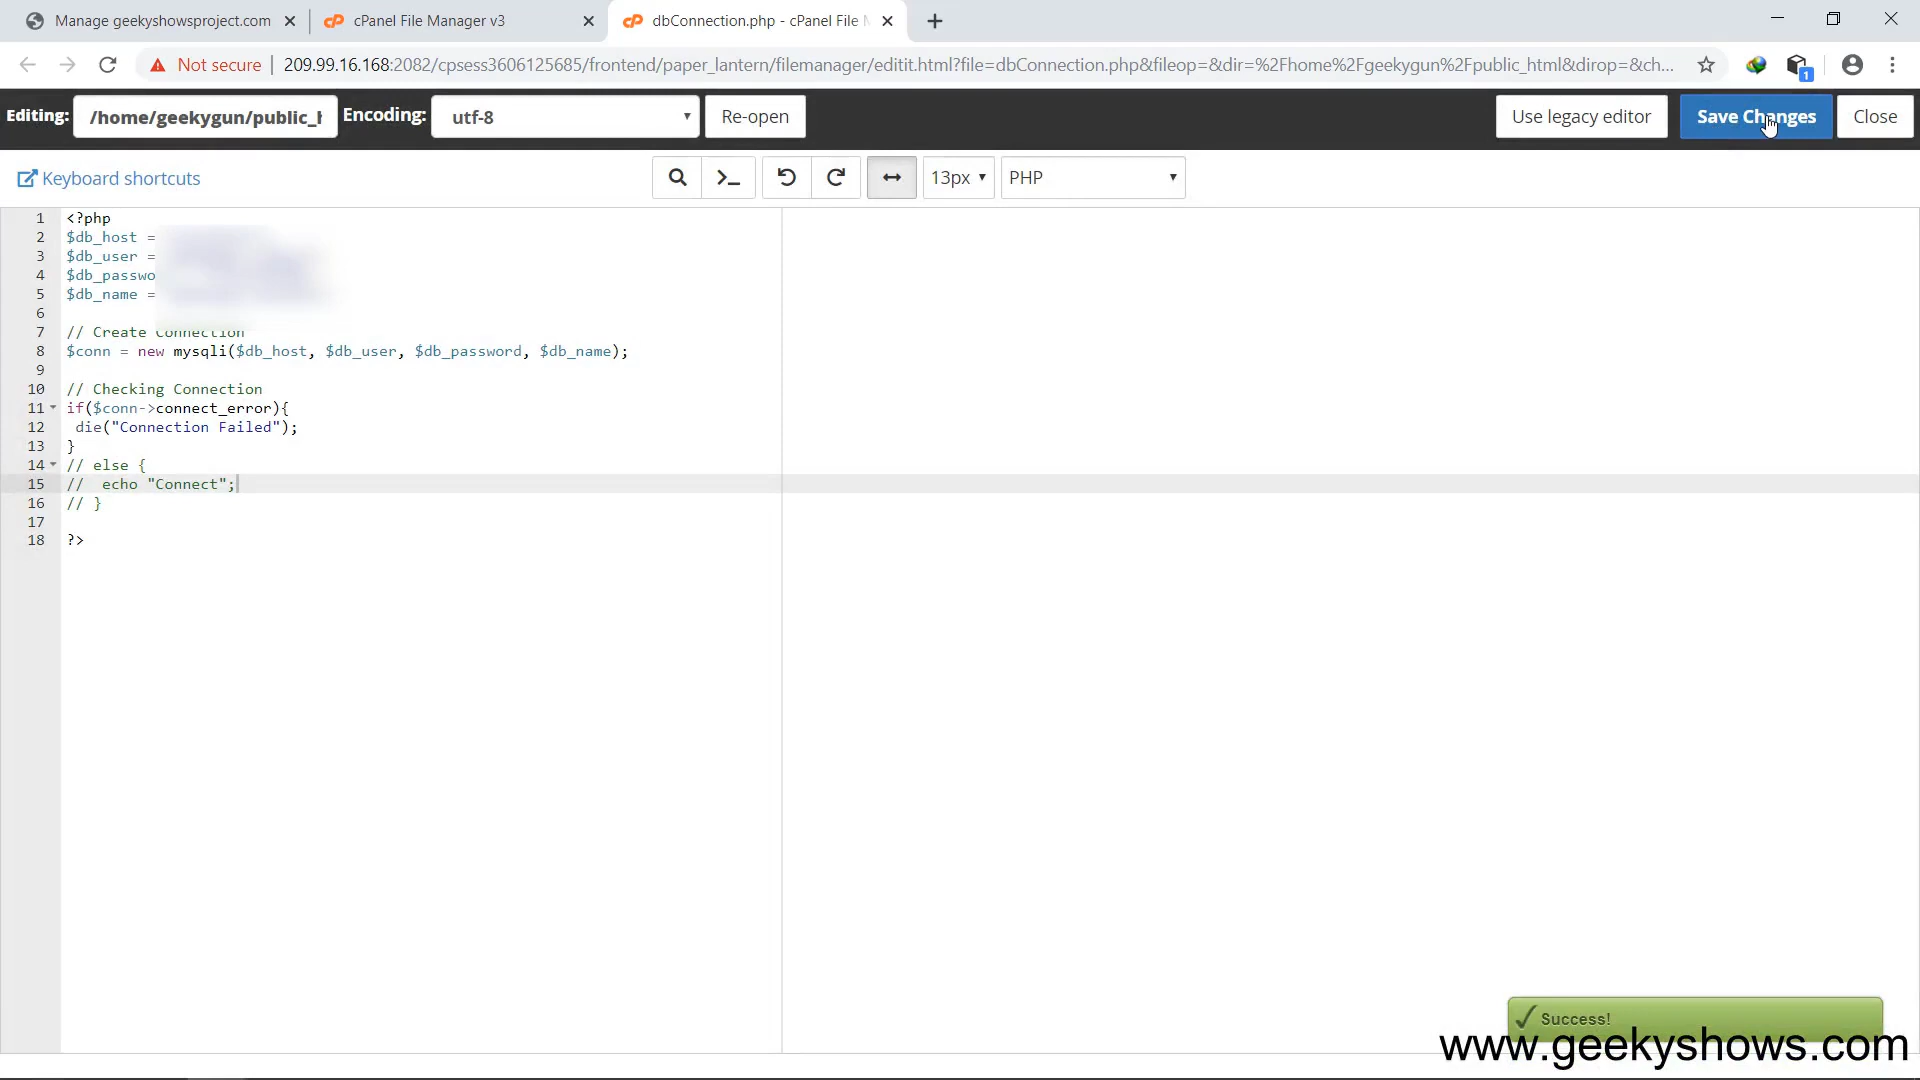 Manage geekyshowsproject.com
cPanel File Manager v3
dbConnection.php - cPanel File M
Not secure
209.99.16.168:2082/cpsess3606125685/frontend/paper_lantern/filemanager/editit.html?file=dbConnection.php&fileop=&dir=%2Fhome%2Fgeekygun%2Fpublic_html&dirop=&ch...
1
Editing:
/home/geekygun/public_h
Encoding:
utf-8
Re-open
Use legacy editor
Save Changes
Close
Keyboard shortcuts
13px
PHP
1 <?php
2 $db_host =
3 $db_user =
4 $db_passwo
5 $db_name =
6
7 // Create Connection
8 $conn = new mysqli($db_host, $db_user, $db_password, $db_name);
9
10 // Checking Connection
11 if($conn->connect_error){
12 die("Connection Failed");
13 }
14 // else {
15 // echo "Connect";
16 // }
17
18 ?>
Success!
www.geekyshows.com